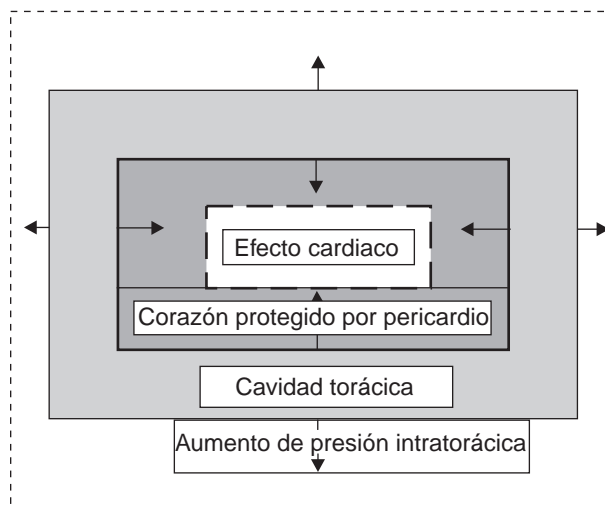 Efecto cardiaco
Corazón protegido por pericardio
Cavidad torácica
Aumento de presión intratorácica